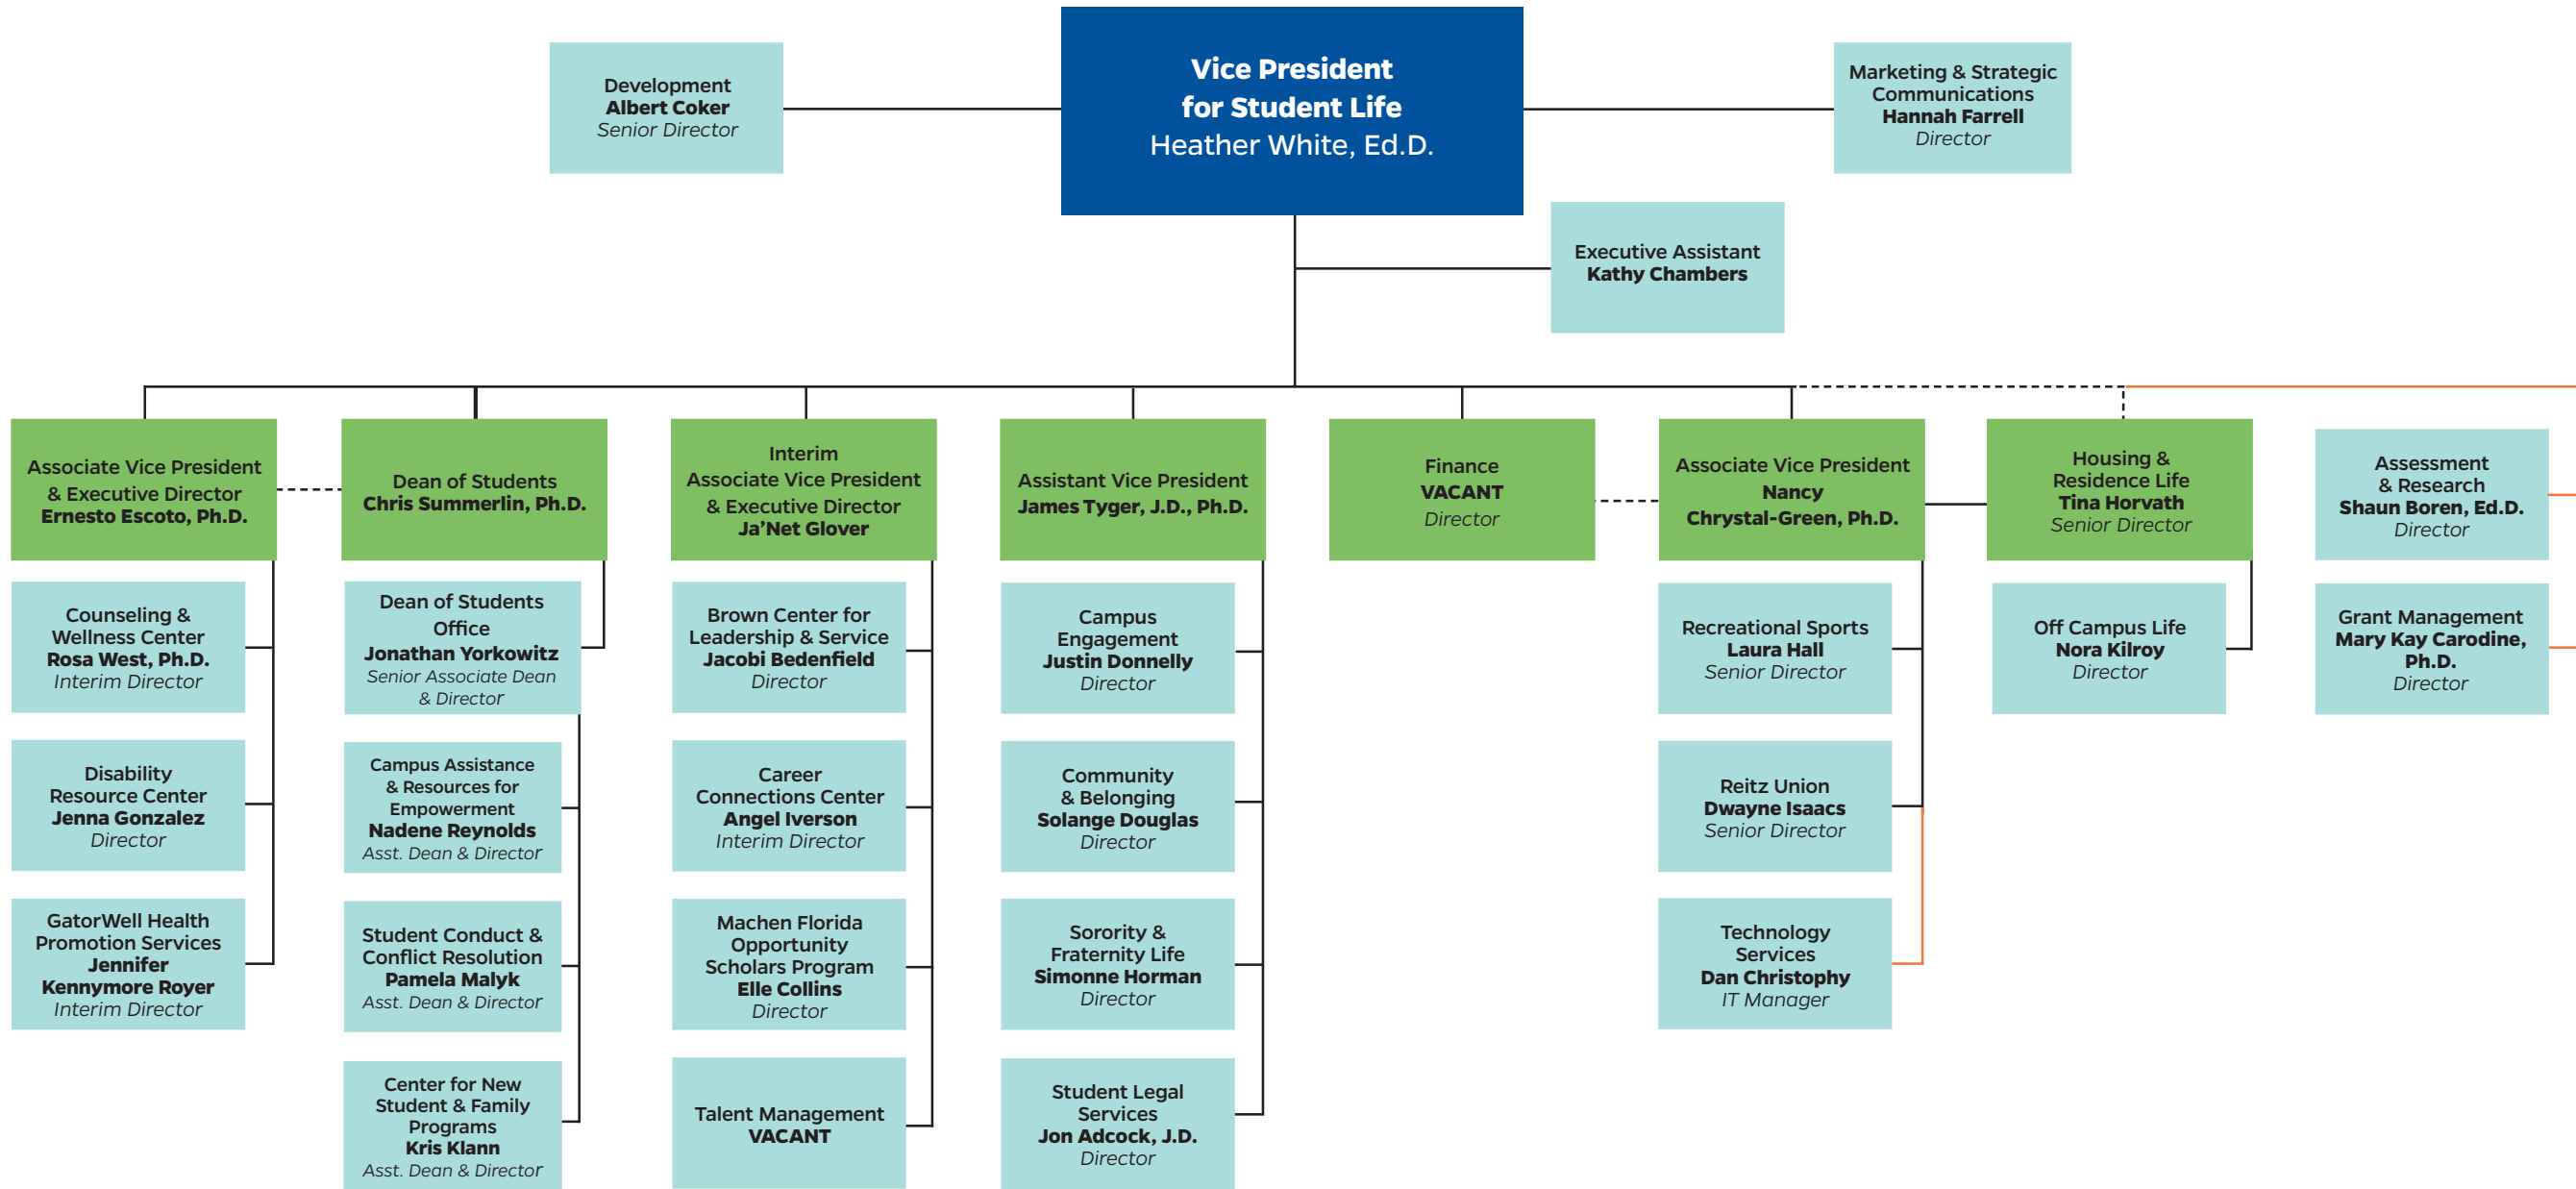 Development
Albert Coker
Senior Director
Vice President
for Student Life
Heather White, Ed.D.
Marketing & Strategic
Communications
Hannah Farrell
Director
Executive Assistant
Kathy Chambers
Associate Vice President
& Executive Director
Ernesto Escoto, Ph.D.
Dean of Students
Chris Summerlin, Ph.D.
Interim
Associate Vice President
& Executive Director
Ja'Net Glover
Assistant Vice President
James Tyger, J.D., Ph.D.
Finance
VACANT
Director
Associate Vice President
Nancy
Chrystal-Green, Ph.D.
Housing &
Residence Life
Tina Horvath
Senior Director
Assessment
& Research
Shaun Boren, Ed.D.
Director
Counseling &
Wellness Center
Rosa West, Ph.D.
Interim Director
Dean of Students
Office
Jonathan Yorkowitz
Senior Associate Dean
& Director
Brown Center for
Leadership & Service
Jacobi Bedenfield
Director
Campus
Engagement
Justin Donnelly
Director
Recreational Sports
Laura Hall
Senior Director
Off Campus Life
Nora Kilroy
Director
Grant Management
Mary Kay Carodine,
Ph.D.
Director
Disability
Resource Center
Jenna Gonzalez
Director
Campus Assistance
& Resources for
Empowerment
Nadene Reynolds
Asst. Dean & Director
Career
Connections Center
Angel Iverson
Interim Director
Community
& Belonging
Solange Douglas
Director
Reitz Union
Dwayne Isaacs
Senior Director
GatorWell Health
Promotion Services
Jennifer
Kennymore Royer
Interim Director
Student Conduct &
Conflict Resolution
Pamela Malyk
Asst. Dean & Director
Machen Florida
Opportunity
Scholars Program
Elle Collins
Director
Sorority &
Fraternity Life
Simonne Horman
Director
Technology
Services
Dan Christophy
IT Manager
Center for New
Student & Family
Programs
Kris Klann
Asst. Dean & Director
Talent Management
VACANT
Student Legal
Services
Jon Adcock, J.D.
Director